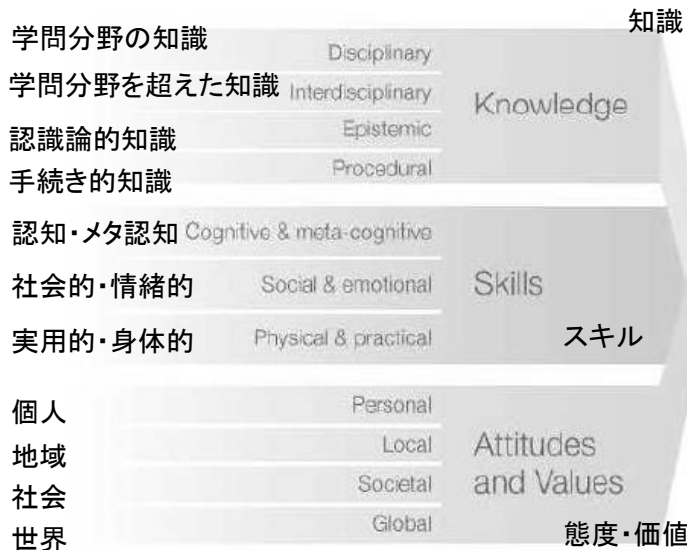 知識
学問分野の知識 Disciplinary
学問分野を超えた知識 Interdisciplinary
Knowledge
認識論的知識 Epistemic
手続き的知識 Procedural
認知・メタ認知 Cognitive & meta-cognitive
社会的・情緒的 Social & emotional
Skills
実用的・身体的 Physical & practical
スキル
個人 Personal
地域 Local
Attitudes
and Values
社会 Societal
世界 Global
態度・価値